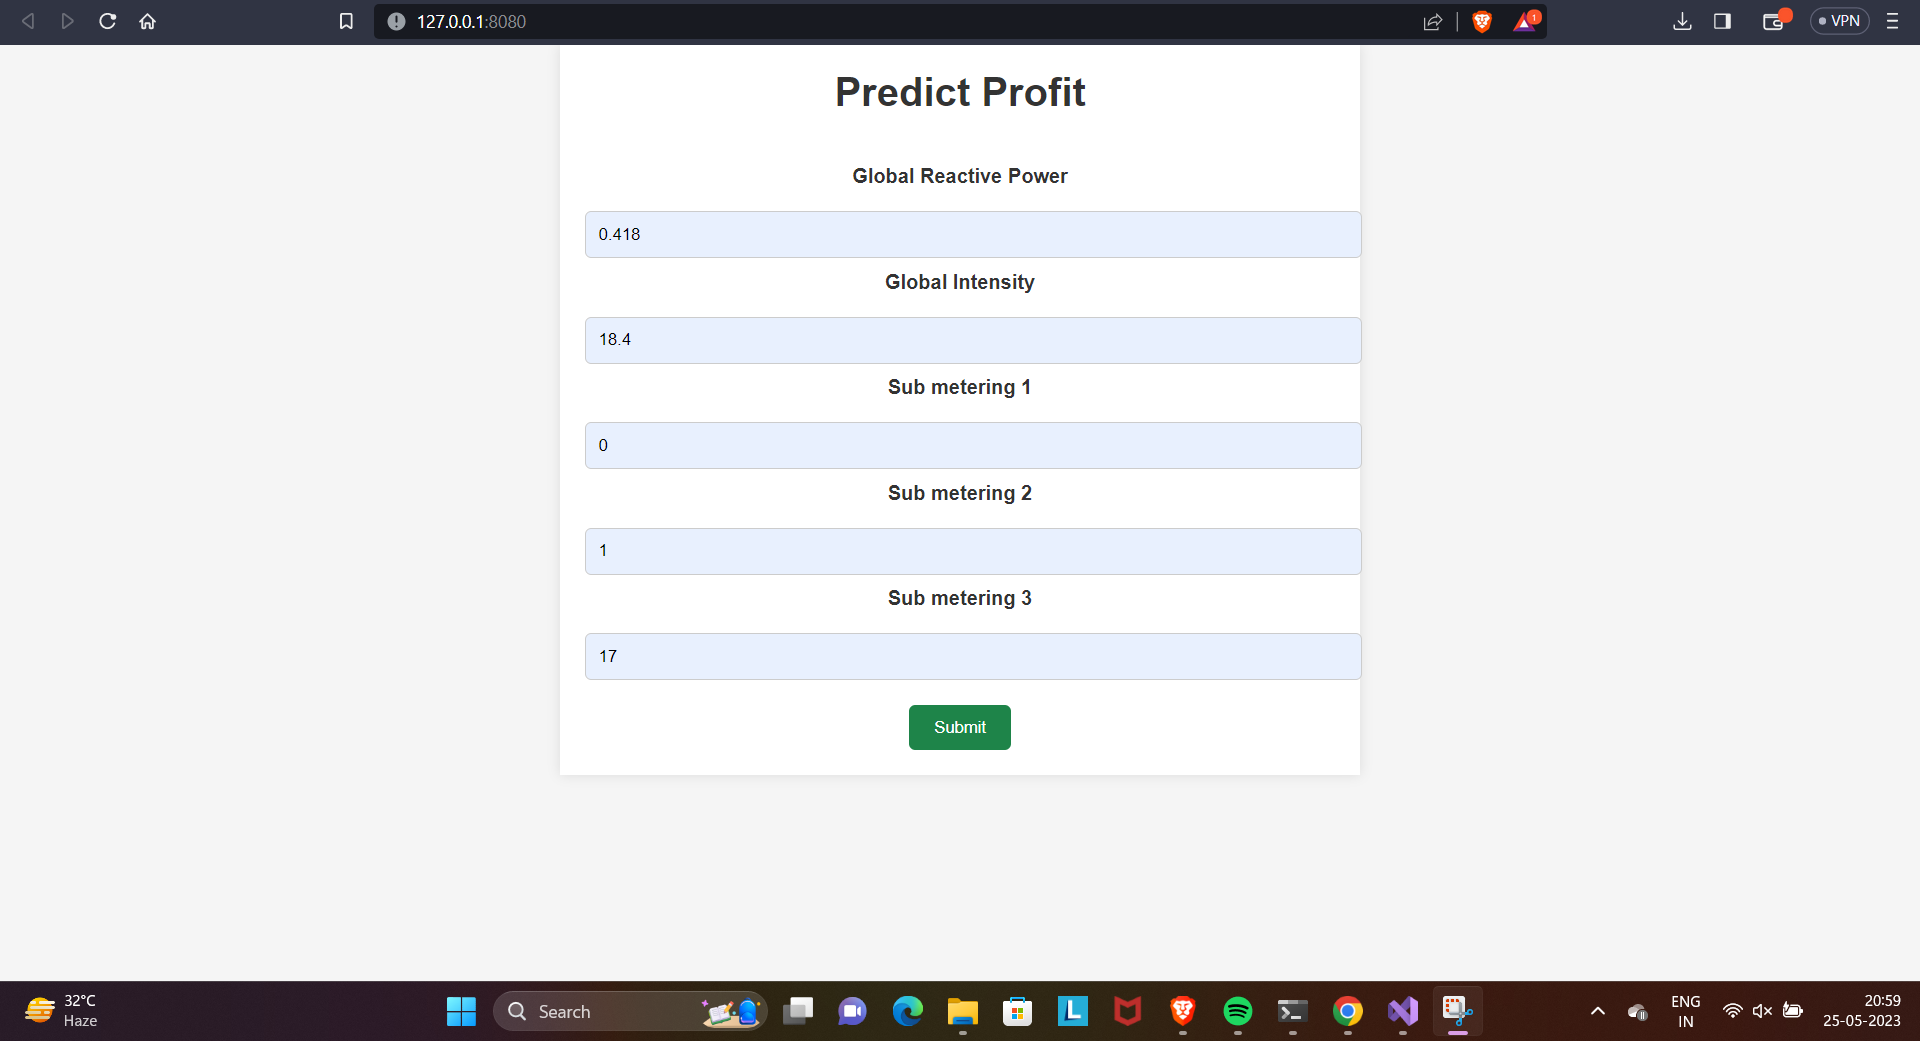 127.0.0.1:8080
1
VPN
Predict Profit
Global Reactive Power
0.418
Global Intensity
18.4
Sub metering 1
0
Sub metering 2
1
Sub metering 3
17
Submit
32°C
Haze
Search
L
ENG
IN
20:59
25-05-2023